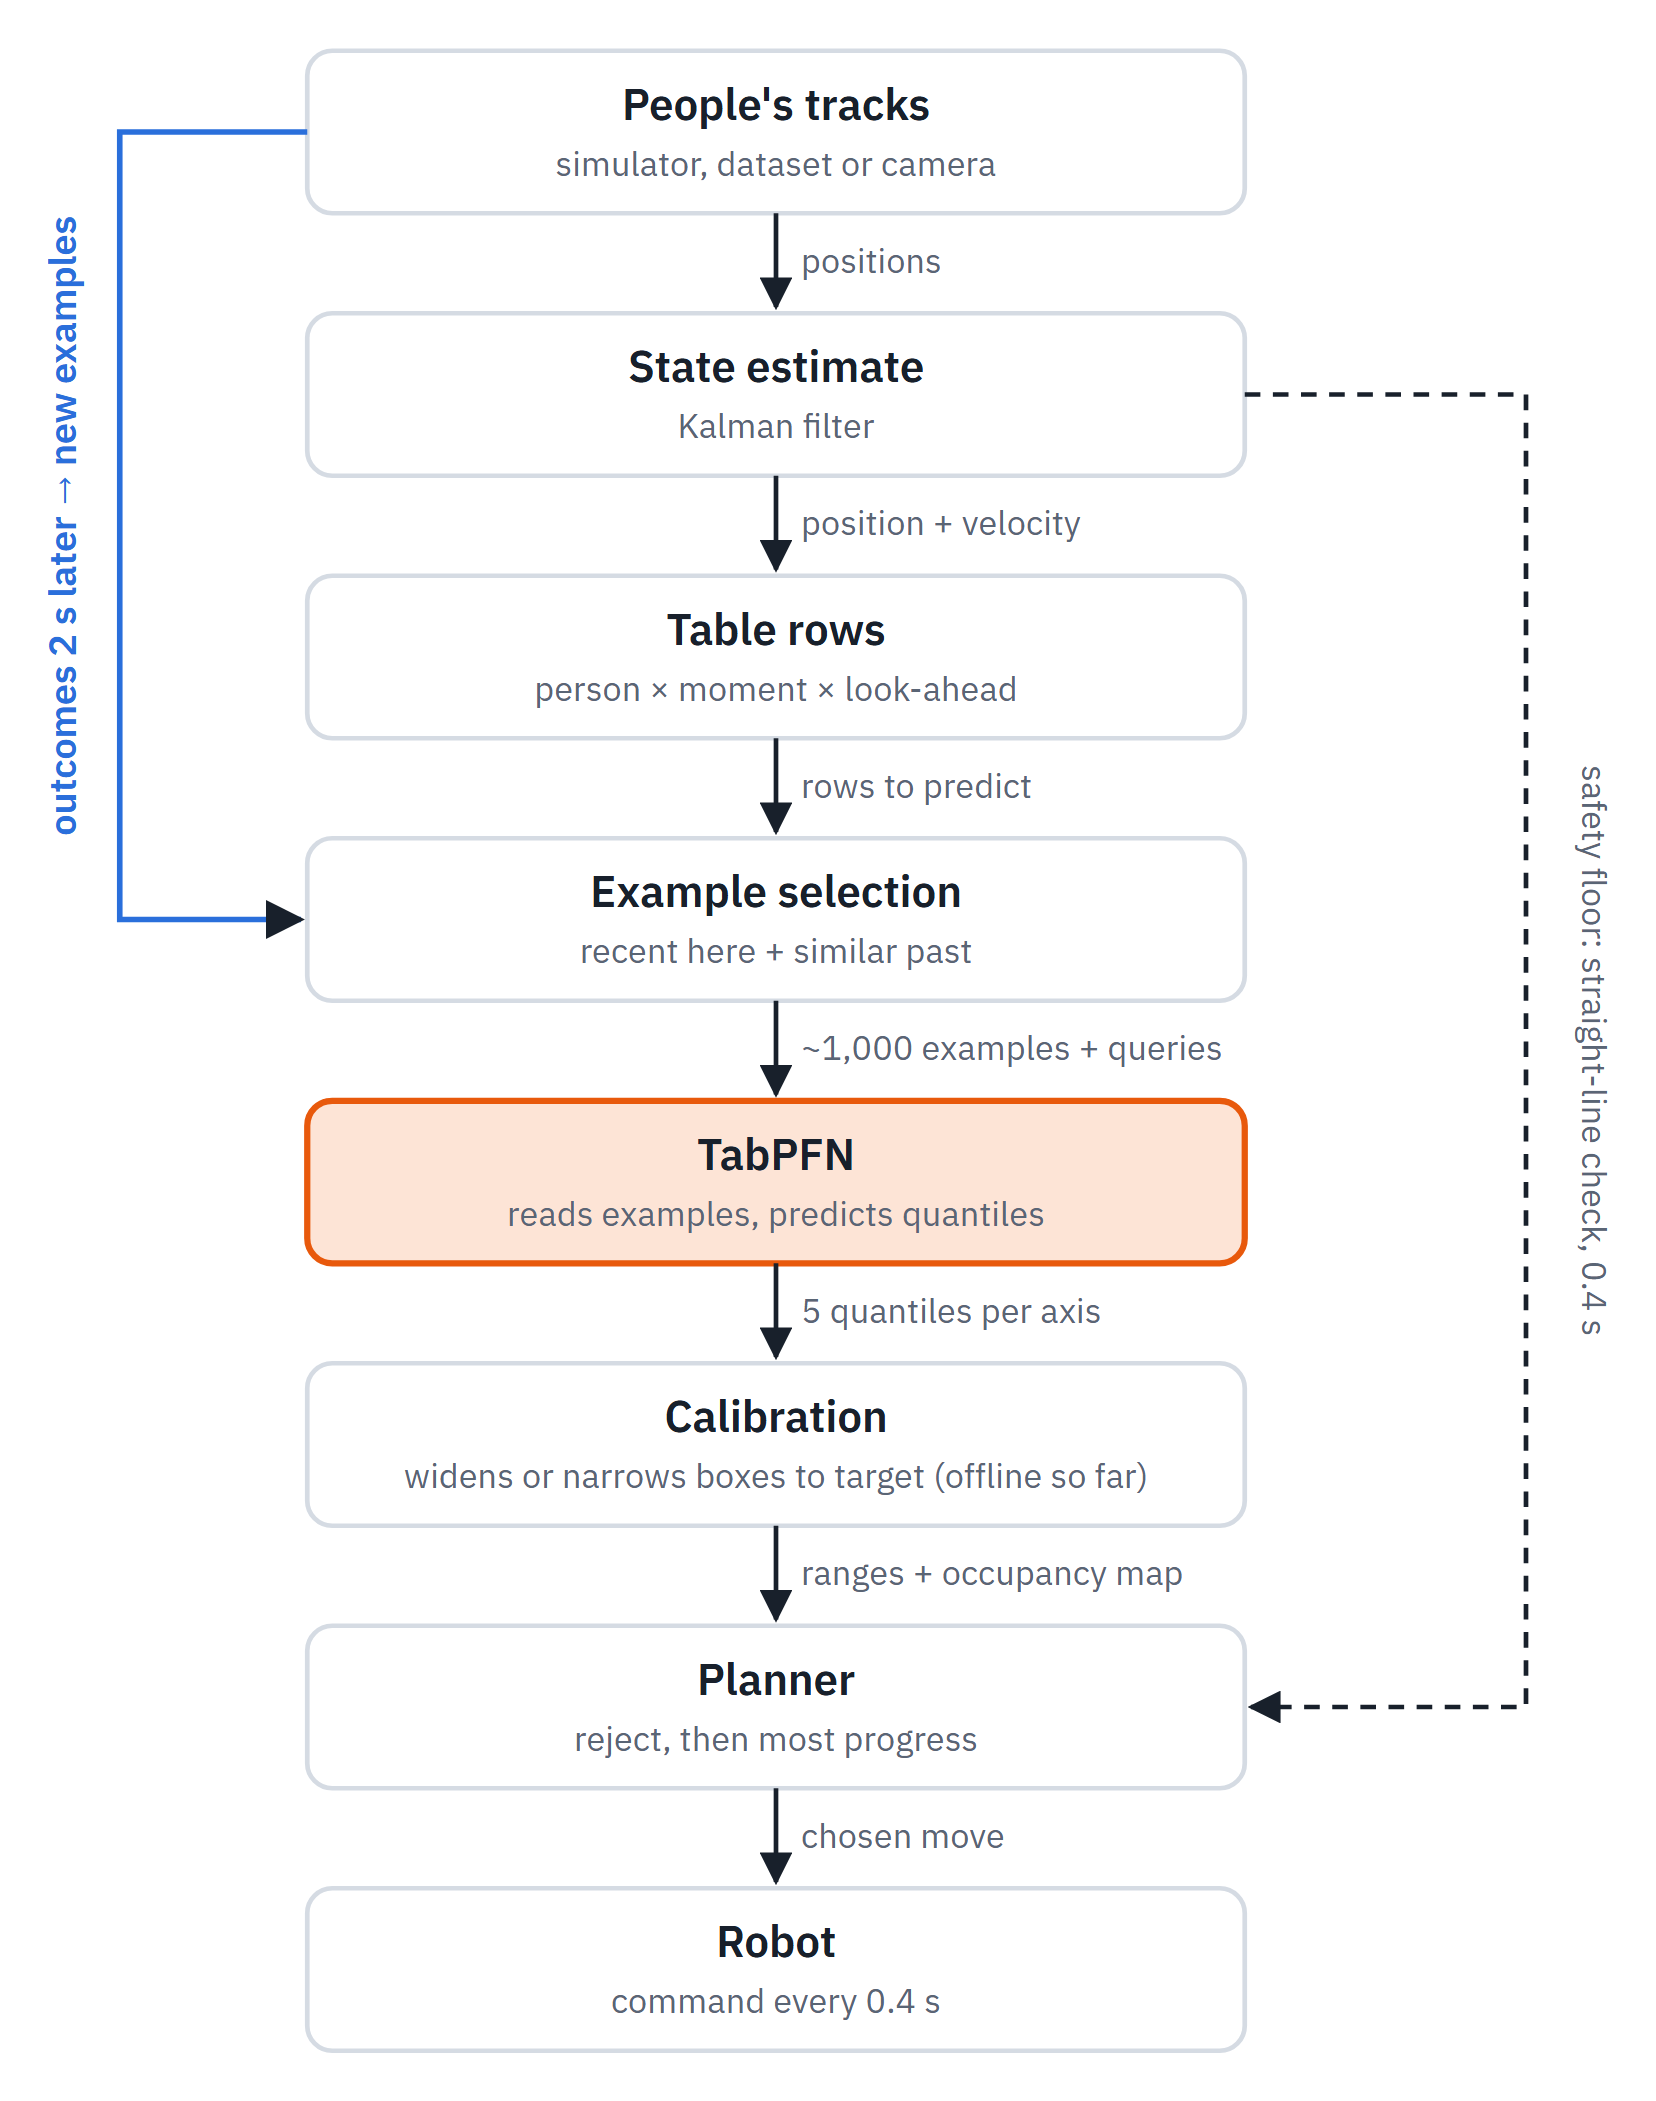 People's tracks
simulator, dataset or camera
positions
State estimate
Kalman filter
position + velocity
Table rows
person × moment × look-ahead
rows to predict
Example selection
recent here + similar past
~1,000 examples + queries
TabPFN
reads examples, predicts quantiles
5 quantiles per axis
Calibration
widens or narrows boxes to target (offline so far)
ranges + occupancy map
Planner
reject, then most progress
chosen move
Robot
command every 0.4 s
outcomes 2 s later → new examples
safety floor: straight-line check, 0.4 s